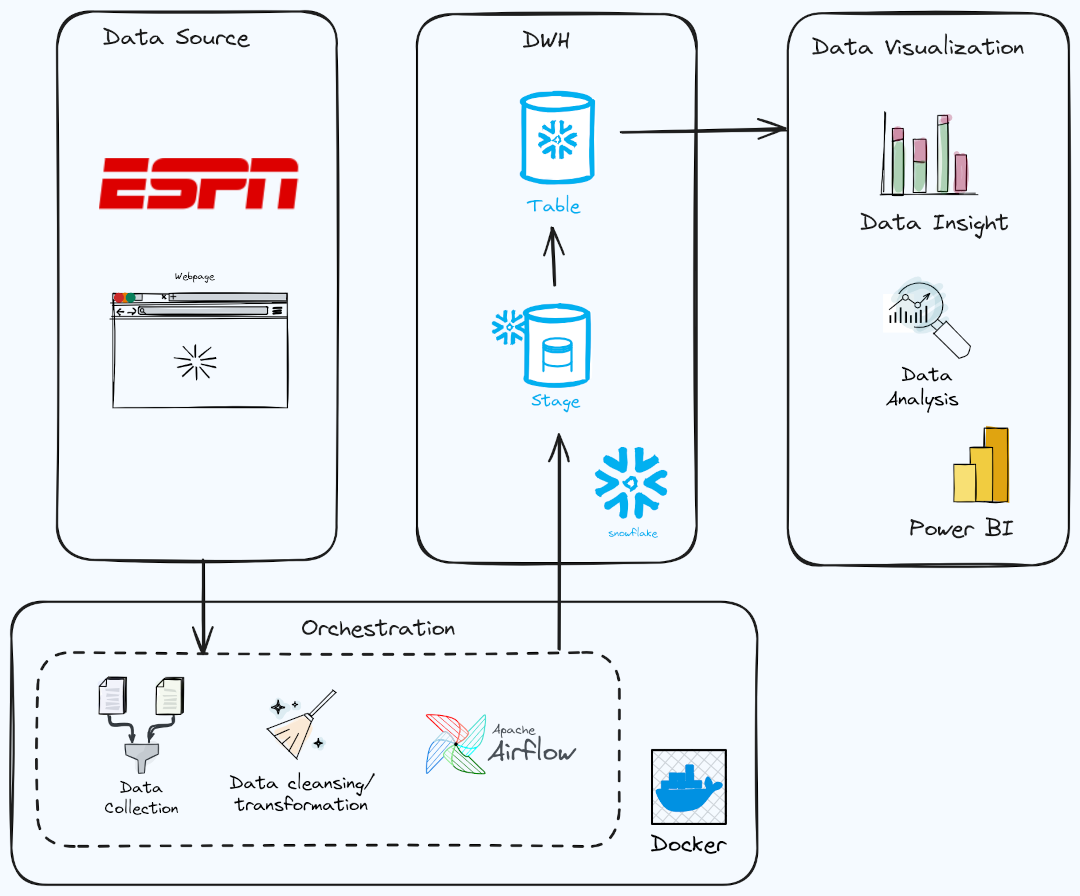 Data Source
ESPN
Webpage
DWH
Table
Stage
snowflake
Data Visualization
Data Insight
Data
Analysis
Power BI
Orchestration
Data
Collection
Data cleansing/
transformation
Apache
Airflow
Docker